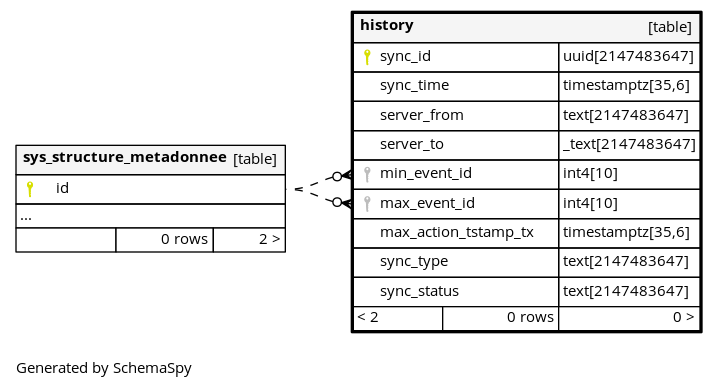 history [table]
sync_id uuid[2147483647]
sync_time timestamptz[35,6]
server_from text[2147483647]
server_to _text[2147483647]
min_event_id int4[10]
max_event_id int4[10]
max_action_tstamp_tx timestamptz[35,6]
sync_type text[2147483647]
sync_status text[2147483647]
< 2 0 rows 0 >
sys_structure_metadonnee [table]
id
...
0 rows 2 >
Generated by SchemaSpy